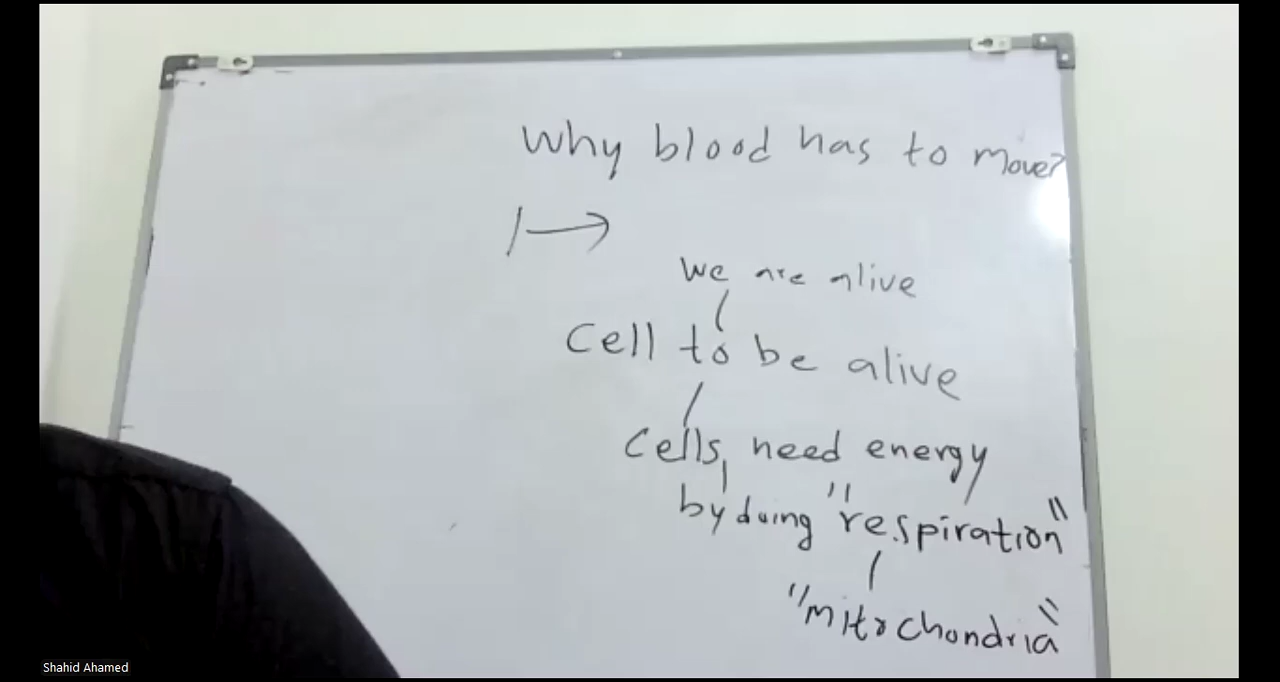 Why blood has to move?
we are alive
Cell to be alive
Cells, need energy
by doing "respiration"
"mitochondria"
Shahid Ahamed